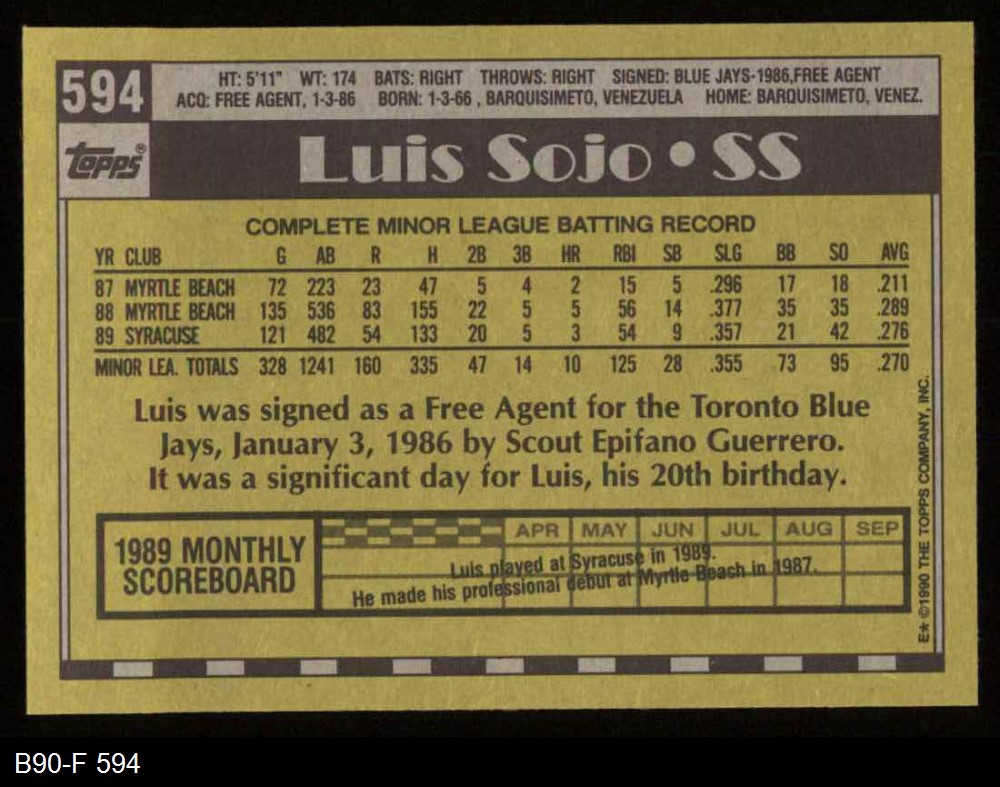 594
HT: 5'11" WT: 174 BATS: RIGHT THROWS: RIGHT SIGNED: BLUE JAYS-1986,FREE AGENT
ACQ: FREE AGENT, 1-3-86 BORN: 1-3-66 , BARQUISIMETO, VENEZUELA HOME: BARQUISIMETO, VENEZ.
TOPPS®
Luis Sojo • SS
COMPLETE MINOR LEAGUE BATTING RECORD
YR CLUB G AB R H 2B 3B HR RBI SB SLG BB SO AVG
87 MYRTLE BEACH 72 223 23 47 5 4 2 15 5 .296 17 18 .211
88 MYRTLE BEACH 135 536 83 155 22 5 5 56 14 .377 35 35 .289
89 SYRACUSE 121 482 54 133 20 5 3 54 9 .357 21 42 .276
MINOR LEA. TOTALS 328 1241 160 335 47 14 10 125 28 .355 73 95 .270
Luis was signed as a Free Agent for the Toronto Blue
Jays, January 3, 1986 by Scout Epifano Guerrero.
It was a significant day for Luis, his 20th birthday.
1989 MONTHLY
SCOREBOARD
APR MAY JUN JUL AUG SEP
Luis played at Syracuse in 1989.
He made his professional debut at Myrtle Beach in 1987.
E* ©1990 THE TOPPS COMPANY, INC.
B90-F 594